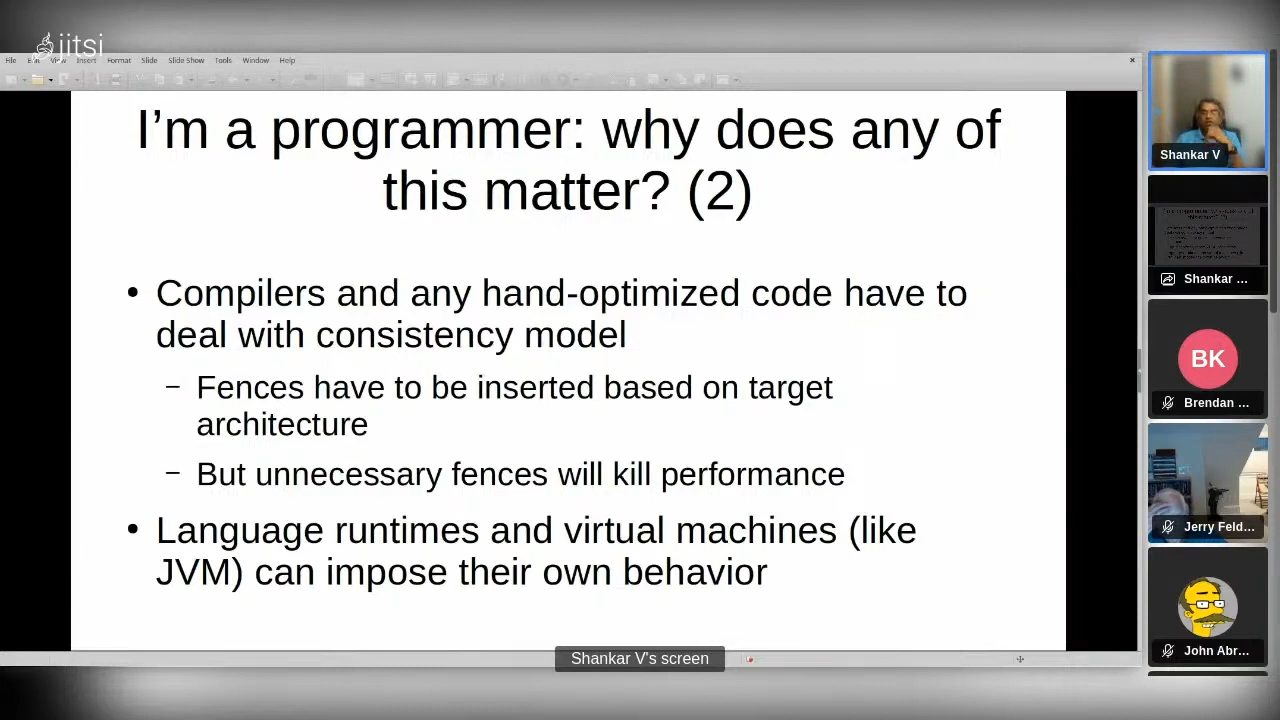 jitsi
File Edit View Insert Format Slide Slide Show Tools Window Help
I'm a programmer: why does any of
this matter? (2)
• Compilers and any hand-optimized code have to
deal with consistency model
– Fences have to be inserted based on target
architecture
– But unnecessary fences will kill performance
• Language runtimes and virtual machines (like
JVM) can impose their own behavior
Shankar V's screen
Shankar V
Shankar ...
BK
Brendan ...
Jerry Feld...
John Abr...